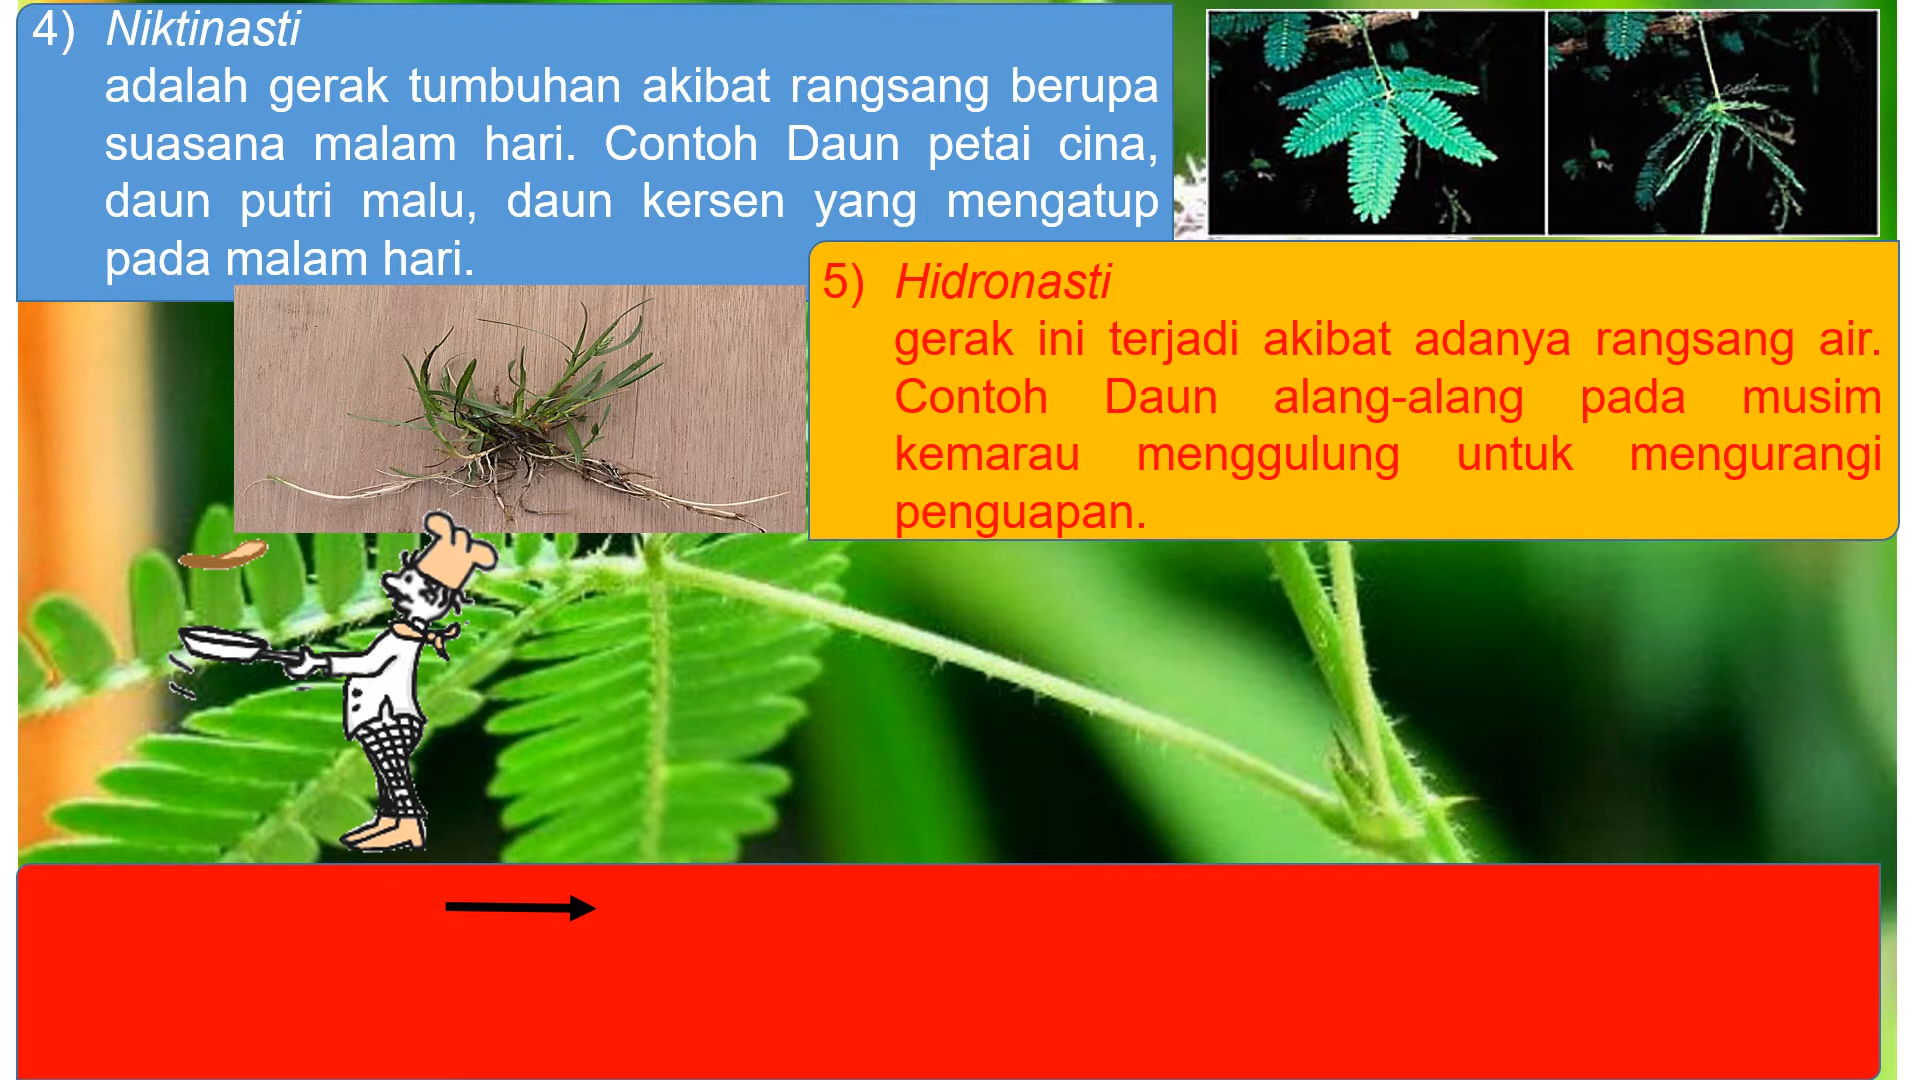 4) Niktinasti
adalah gerak tumbuhan akibat rangsang berupa
suasana malam hari. Contoh Daun petai cina,
daun putri malu, daun kersen yang mengatup
pada malam hari.
5) Hidronasti
gerak ini terjadi akibat adanya rangsang air.
Contoh Daun alang-alang pada musim
kemarau menggulung untuk mengurangi
penguapan.